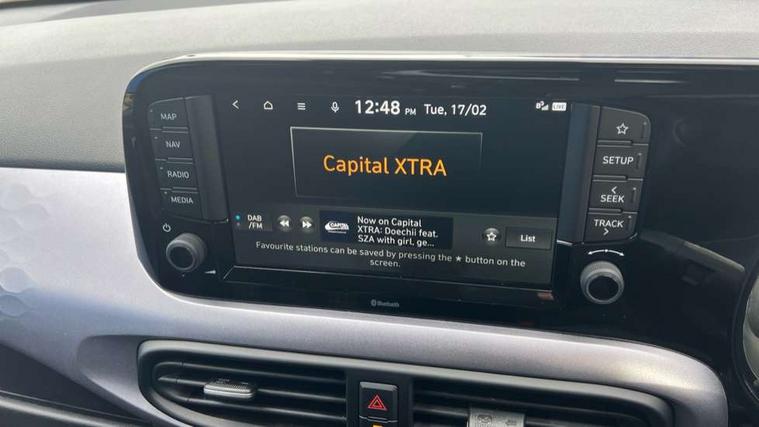 12:48 PM Tue, 17/02
LIVE
MAP
NAV
RADIO
MEDIA
Capital XTRA
DAB
/FM
CAPITAL
Now on Capital
XTRA: Doechii feat.
SZA with girl, ge...
List
Favourite stations can be saved by pressing the ★ button on the
screen.
SETUP
SEEK
TRACK
Bluetooth